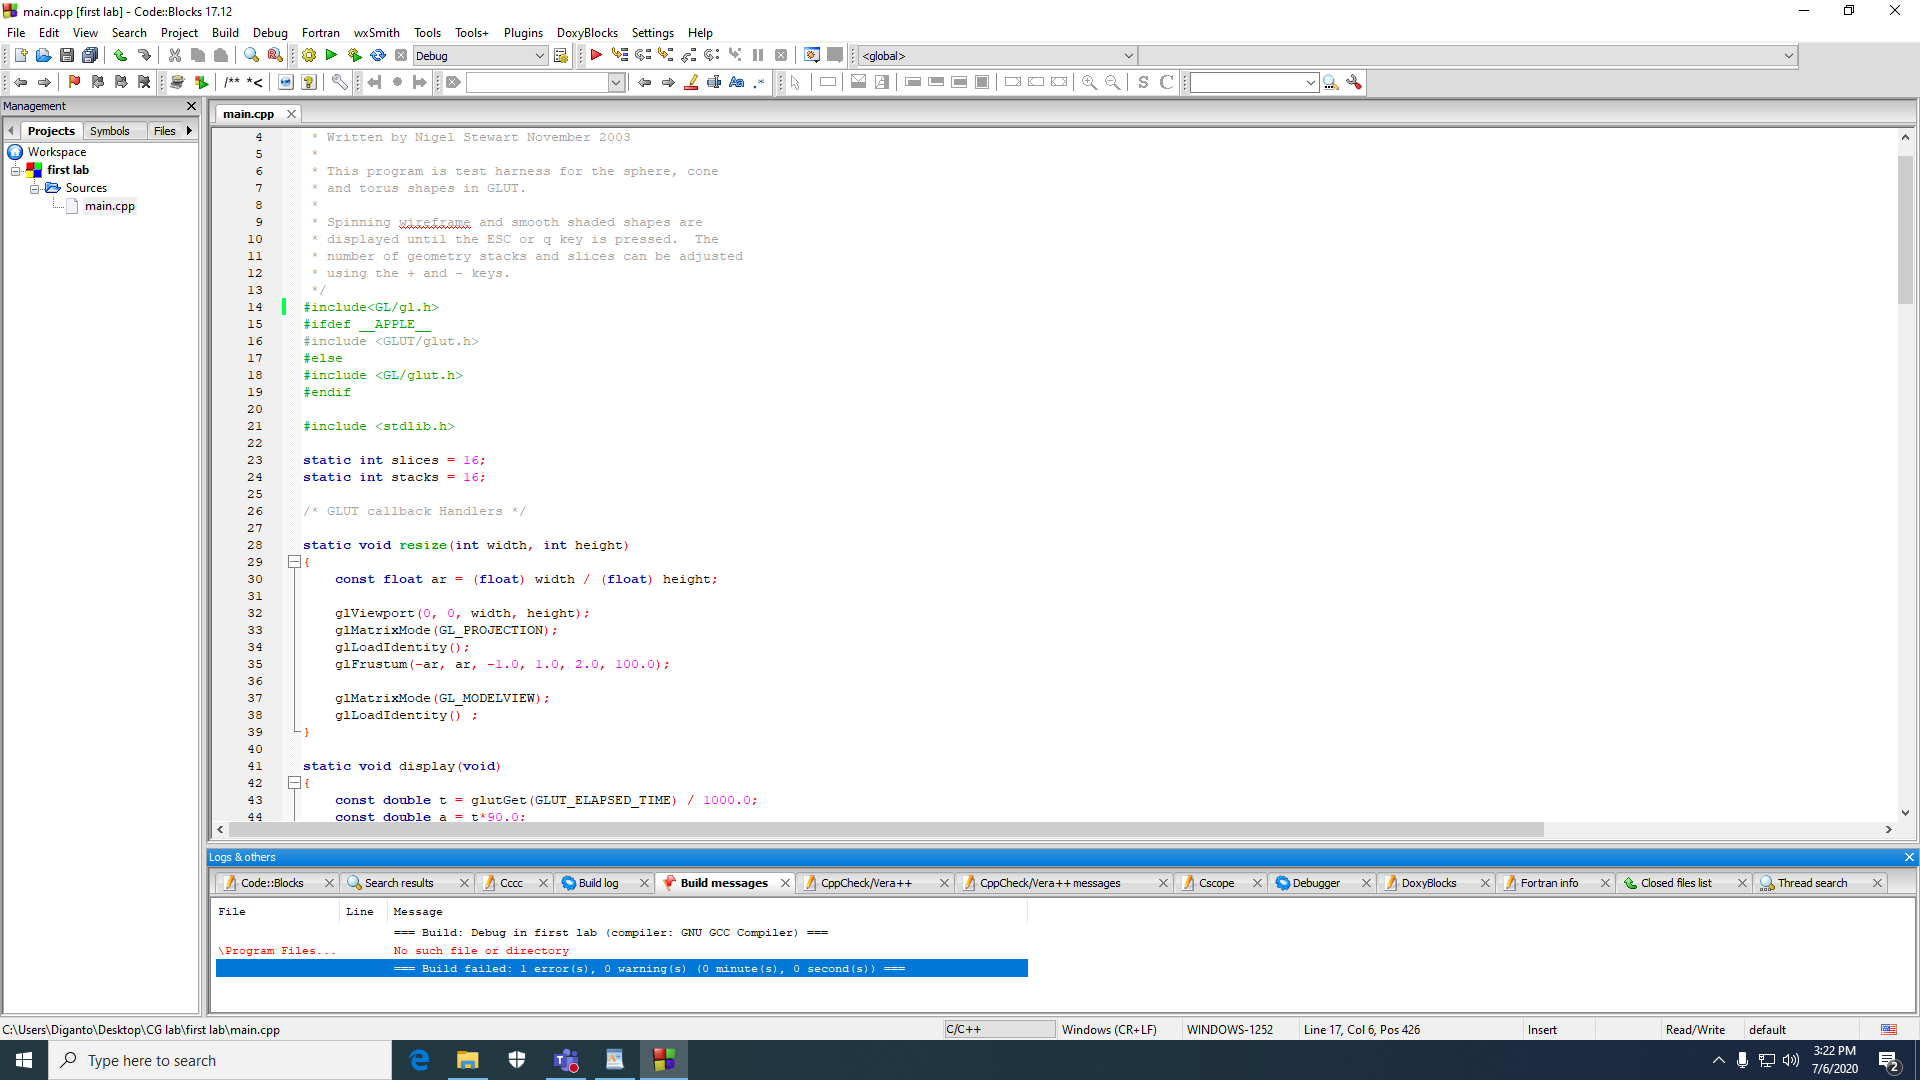 main.cpp [first lab] - Code::Blocks 17.12
File Edit View Search Project Build Debug Fortran wxSmith Tools Tools+ Plugins DoxyBlocks Settings Help
Debug
<global>
/** *<
Aa .*
S C
Management
Projects Symbols Files
Workspace
first lab
Sources
main.cpp
main.cpp
4 * Written by Nigel Stewart November 2003
5 *
6 * This program is test harness for the sphere, cone
7 * and torus shapes in GLUT.
8 *
9 * Spinning wireframe and smooth shaded shapes are
10 * displayed until the ESC or q key is pressed.  The
11 * number of geometry stacks and slices can be adjusted
12 * using the + and - keys.
13 */
14 #include<GL/gl.h>
15 #ifdef __APPLE__
16 #include <GLUT/glut.h>
17 #else
18 #include <GL/glut.h>
19 #endif
20
21 #include <stdlib.h>
22
23 static int slices = 16;
24 static int stacks = 16;
25
26 /* GLUT callback Handlers */
27
28 static void resize(int width, int height)
29 {
30 const float ar = (float) width / (float) height;
31
32 glViewport(0, 0, width, height);
33 glMatrixMode(GL_PROJECTION);
34 glLoadIdentity();
35 glFrustum(-ar, ar, -1.0, 1.0, 2.0, 100.0);
36
37 glMatrixMode(GL_MODELVIEW);
38 glLoadIdentity() ;
39 }
40
41 static void display(void)
42 {
43 const double t = glutGet(GLUT_ELAPSED_TIME) / 1000.0;
44 const double a = t*90.0;
Logs & others
Code::Blocks Search results Cccc Build log Build messages CppCheck/Vera++ CppCheck/Vera++ messages Cscope Debugger DoxyBlocks Fortran info Closed files list Thread search
File Line Message
=== Build: Debug in first lab (compiler: GNU GCC Compiler) ===
\Program Files... No such file or directory
=== Build failed: 1 error(s), 0 warning(s) (0 minute(s), 0 second(s)) ===
C:\Users\Diganto\Desktop\CG lab\first lab\main.cpp C/C++ Windows (CR+LF) WINDOWS-1252 Line 17, Col 6, Pos 426 Insert Read/Write default
Type here to search
3:22 PM
7/6/2020
2